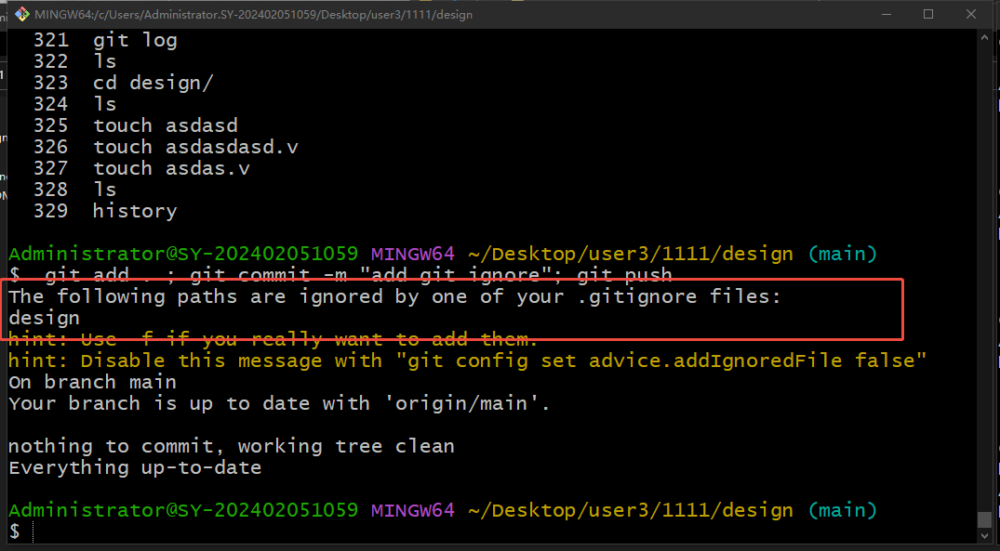 MINGW64:/c/Users/Administrator.SY-202402051059/Desktop/user3/1111/design
321 git log
322 ls
323 cd design/
324 ls
325 touch asdasd
326 touch asdasdasd.v
327 touch asdas.v
328 ls
329 history
Administrator@SY-202402051059 MINGW64 ~/Desktop/user3/1111/design (main)
$ git add . ; git commit -m "add git ignore"; git push
The following paths are ignored by one of your .gitignore files:
design
hint: Use -f if you really want to add them.
hint: Disable this message with "git config set advice.addIgnoredFile false"
On branch main
Your branch is up to date with 'origin/main'.
nothing to commit, working tree clean
Everything up-to-date
Administrator@SY-202402051059 MINGW64 ~/Desktop/user3/1111/design (main)
$